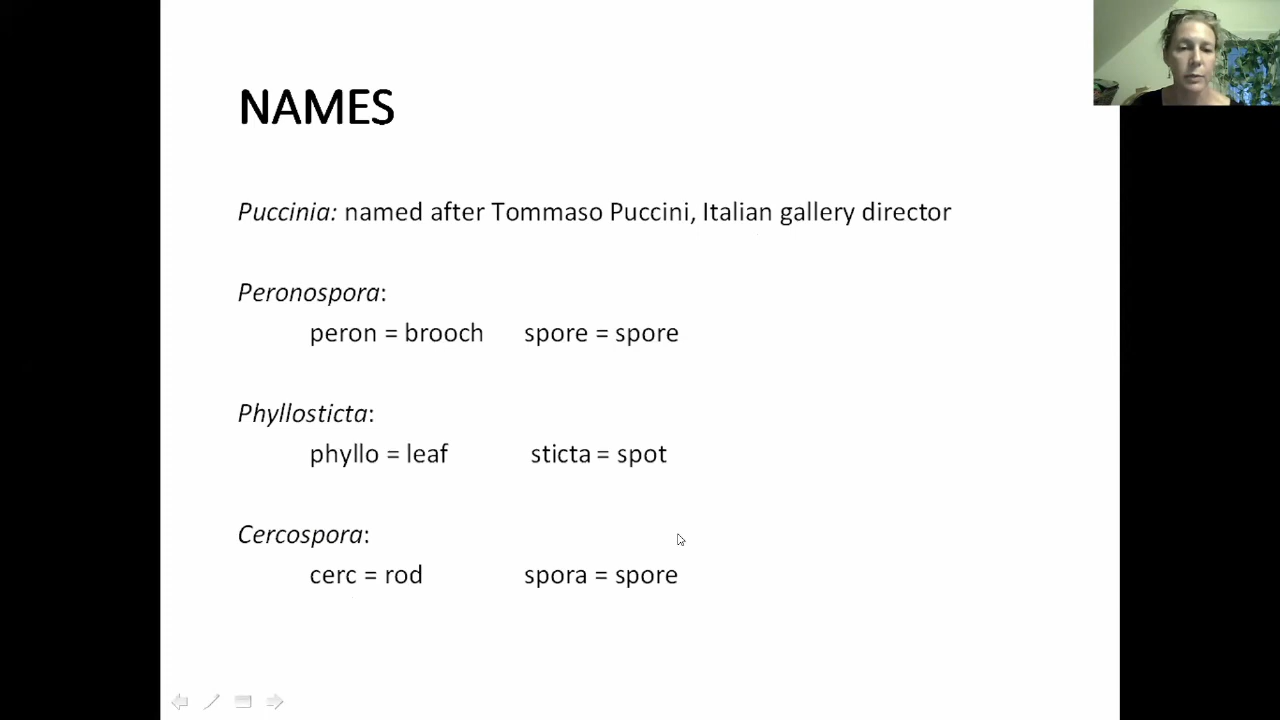 NAMES
Puccinia: named after Tommaso Puccini, Italian gallery director
Peronospora:
peron = brooch spore = spore
Phyllosticta:
phyllo = leaf sticta = spot
Cercospora:
cerc = rod spora = spore